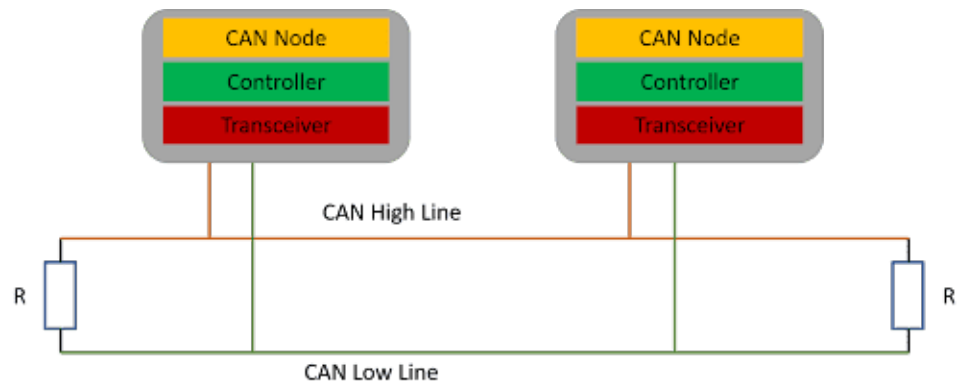 CAN Node
Controller
Transceiver
CAN Node
Controller
Transceiver
CAN High Line
R
R
CAN Low Line